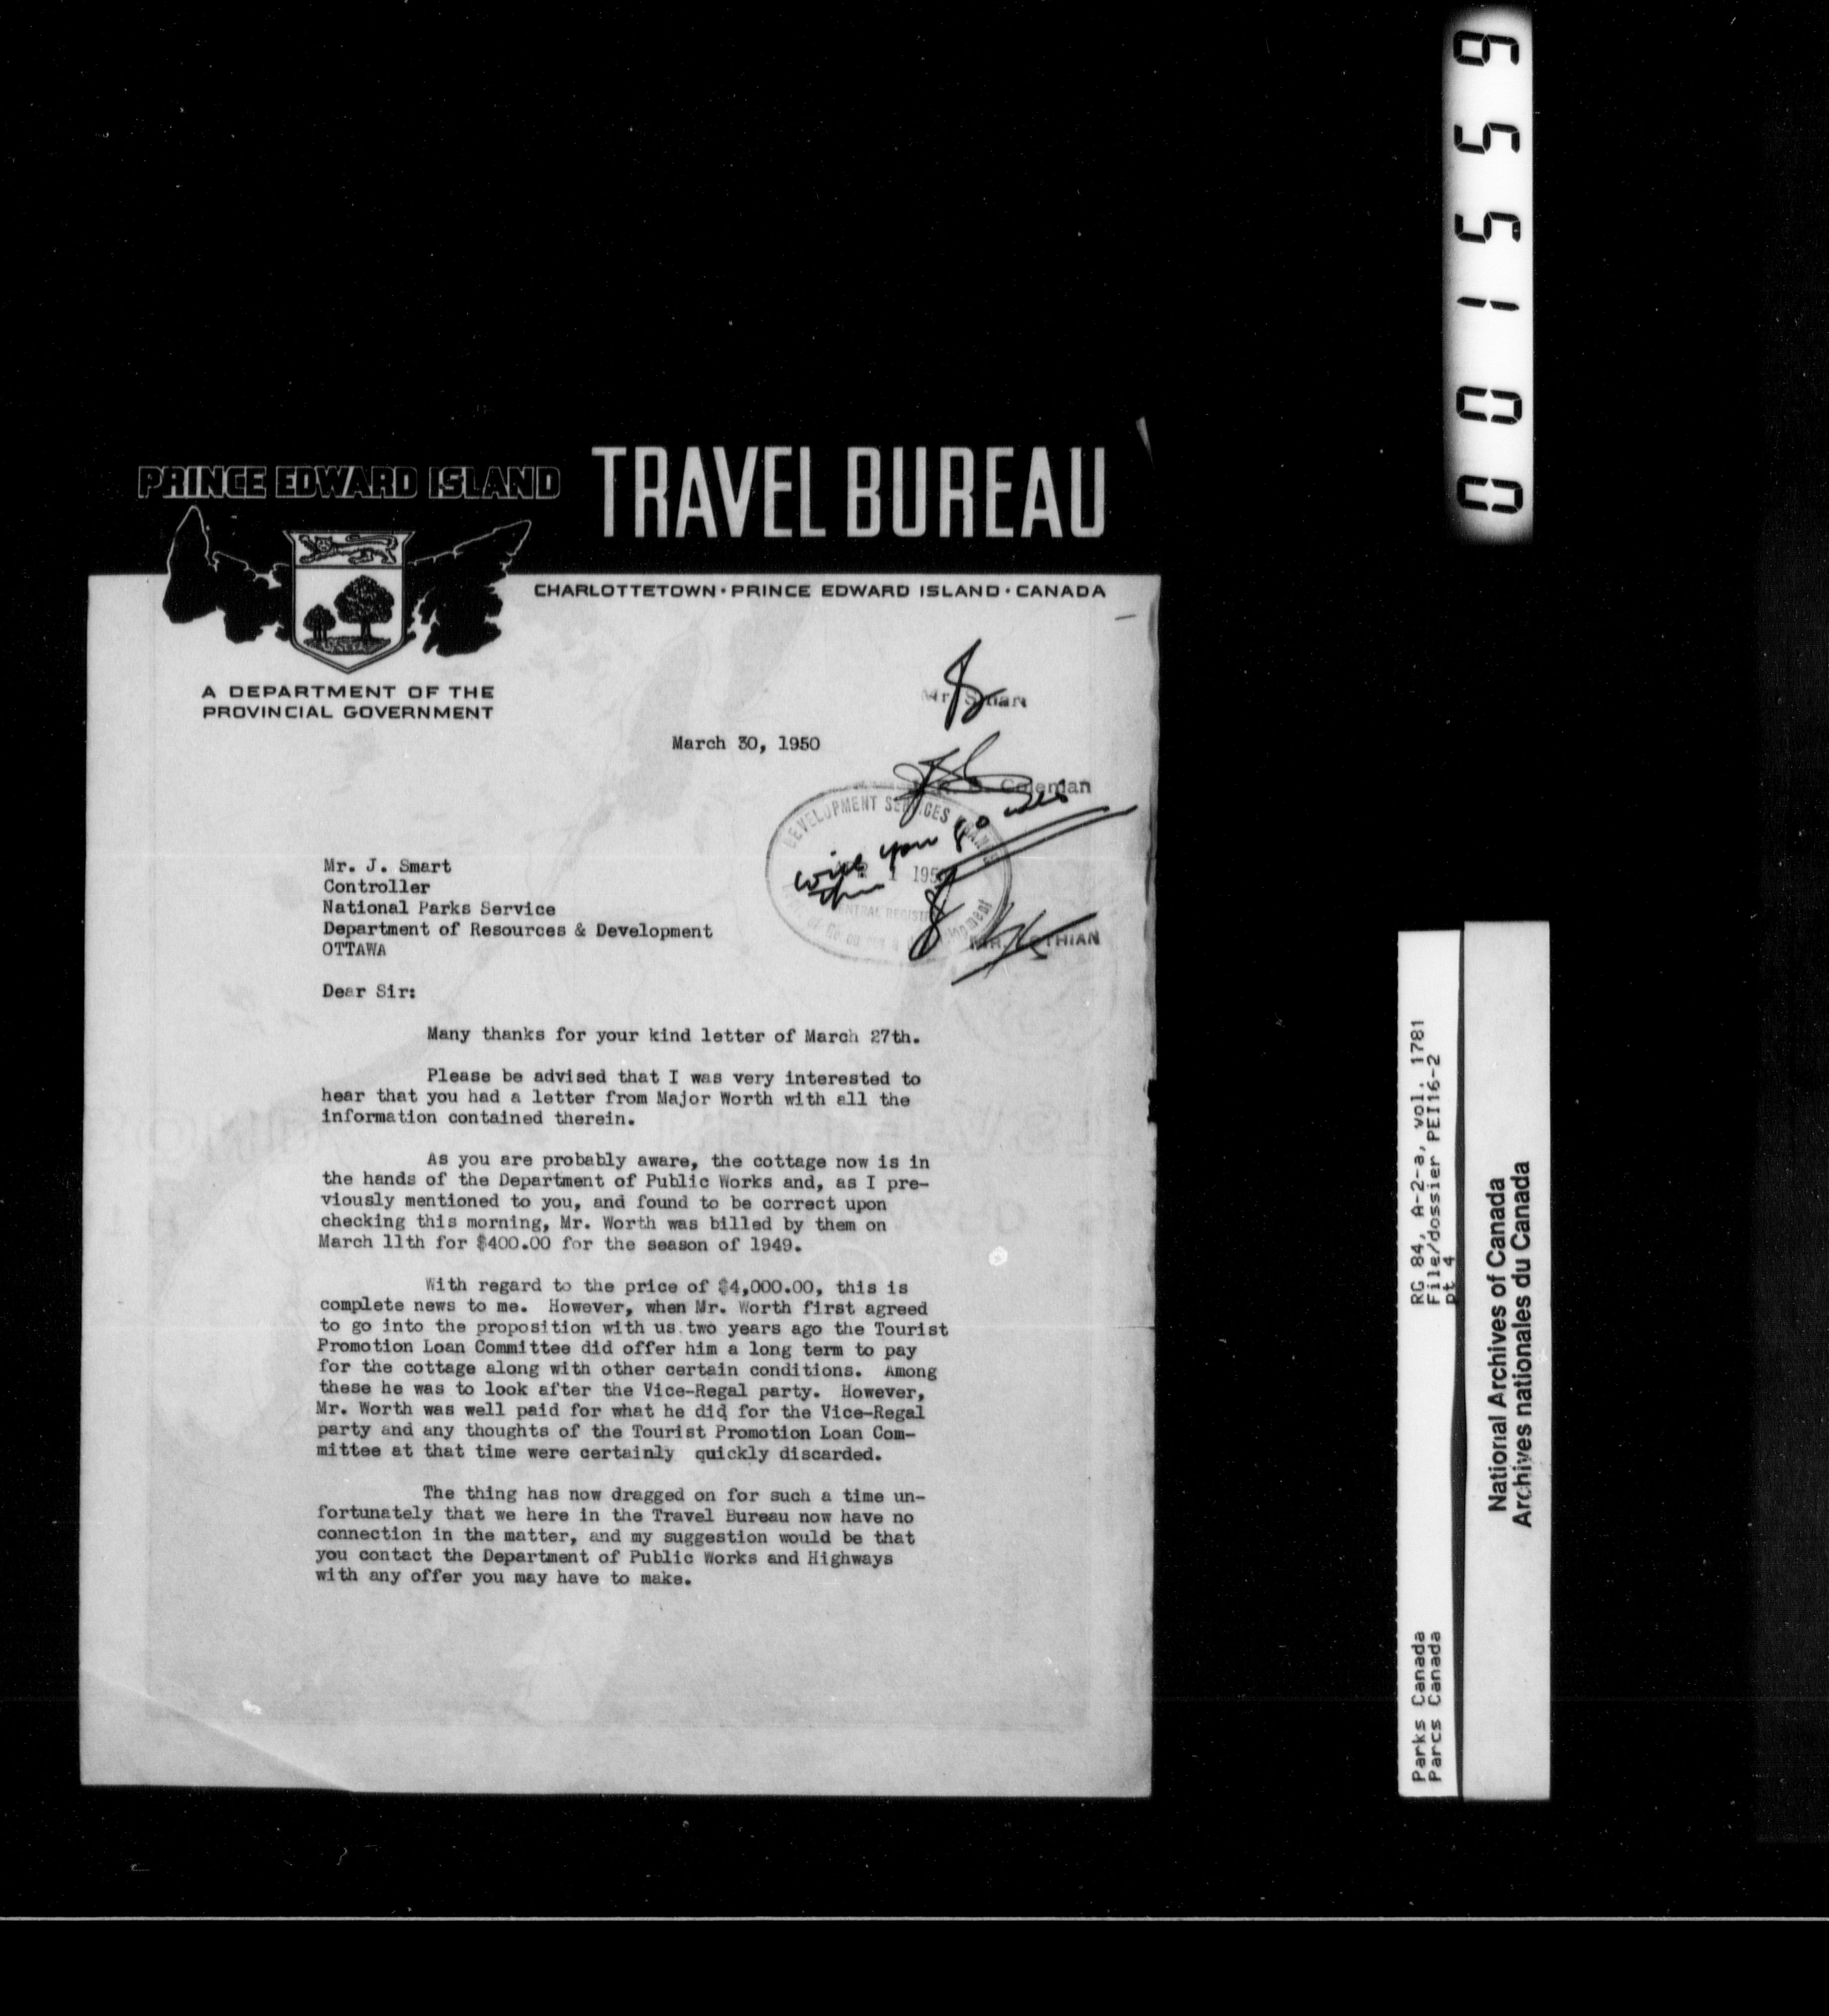 PRINCE EDWARD ISLAND TRAVEL BUREAU
CHARLOTTETOWN · PRINCE EDWARD ISLAND · CANADA
A DEPARTMENT OF THE
PROVINCIAL GOVERNMENT
Mr. Smart
March 30, 1950
Coleman
DEVELOPMENT SERVICES
will you
1 195
CENTRAL REGISTRY
MR. LOTHIAN
Mr. J. Smart
Controller
National Parks Service
Department of Resources & Development
OTTAWA
Dear Sir:
Many thanks for your kind letter of March 27th.
Please be advised that I was very interested to
hear that you had a letter from Major Worth with all the
information contained therein.
As you are probably aware, the cottage now is in
the hands of the Department of Public Works and, as I pre-
viously mentioned to you, and found to be correct upon
checking this morning, Mr. Worth was billed by them on
March 11th for $400.00 for the season of 1949.
With regard to the price of $4,000.00, this is
complete news to me. However, when Mr. Worth first agreed
to go into the proposition with us two years ago the Tourist
Promotion Loan Committee did offer him a long term to pay
for the cottage along with other certain conditions. Among
these he was to look after the Vice-Regal party. However,
Mr. Worth was well paid for what he did for the Vice-Regal
party and any thoughts of the Tourist Promotion Loan Com-
mittee at that time were certainly quickly discarded.
The thing has now dragged on for such a time un-
fortunately that we here in the Travel Bureau now have no
connection in the matter, and my suggestion would be that
you contact the Department of Public Works and Highways
with any offer you may have to make.
001559
RG 84, A-2-a, vol. 1781
File/dossier PEI16-2
pt 4
Parks Canada
Parcs Canada
National Archives of Canada
Archives nationales du Canada